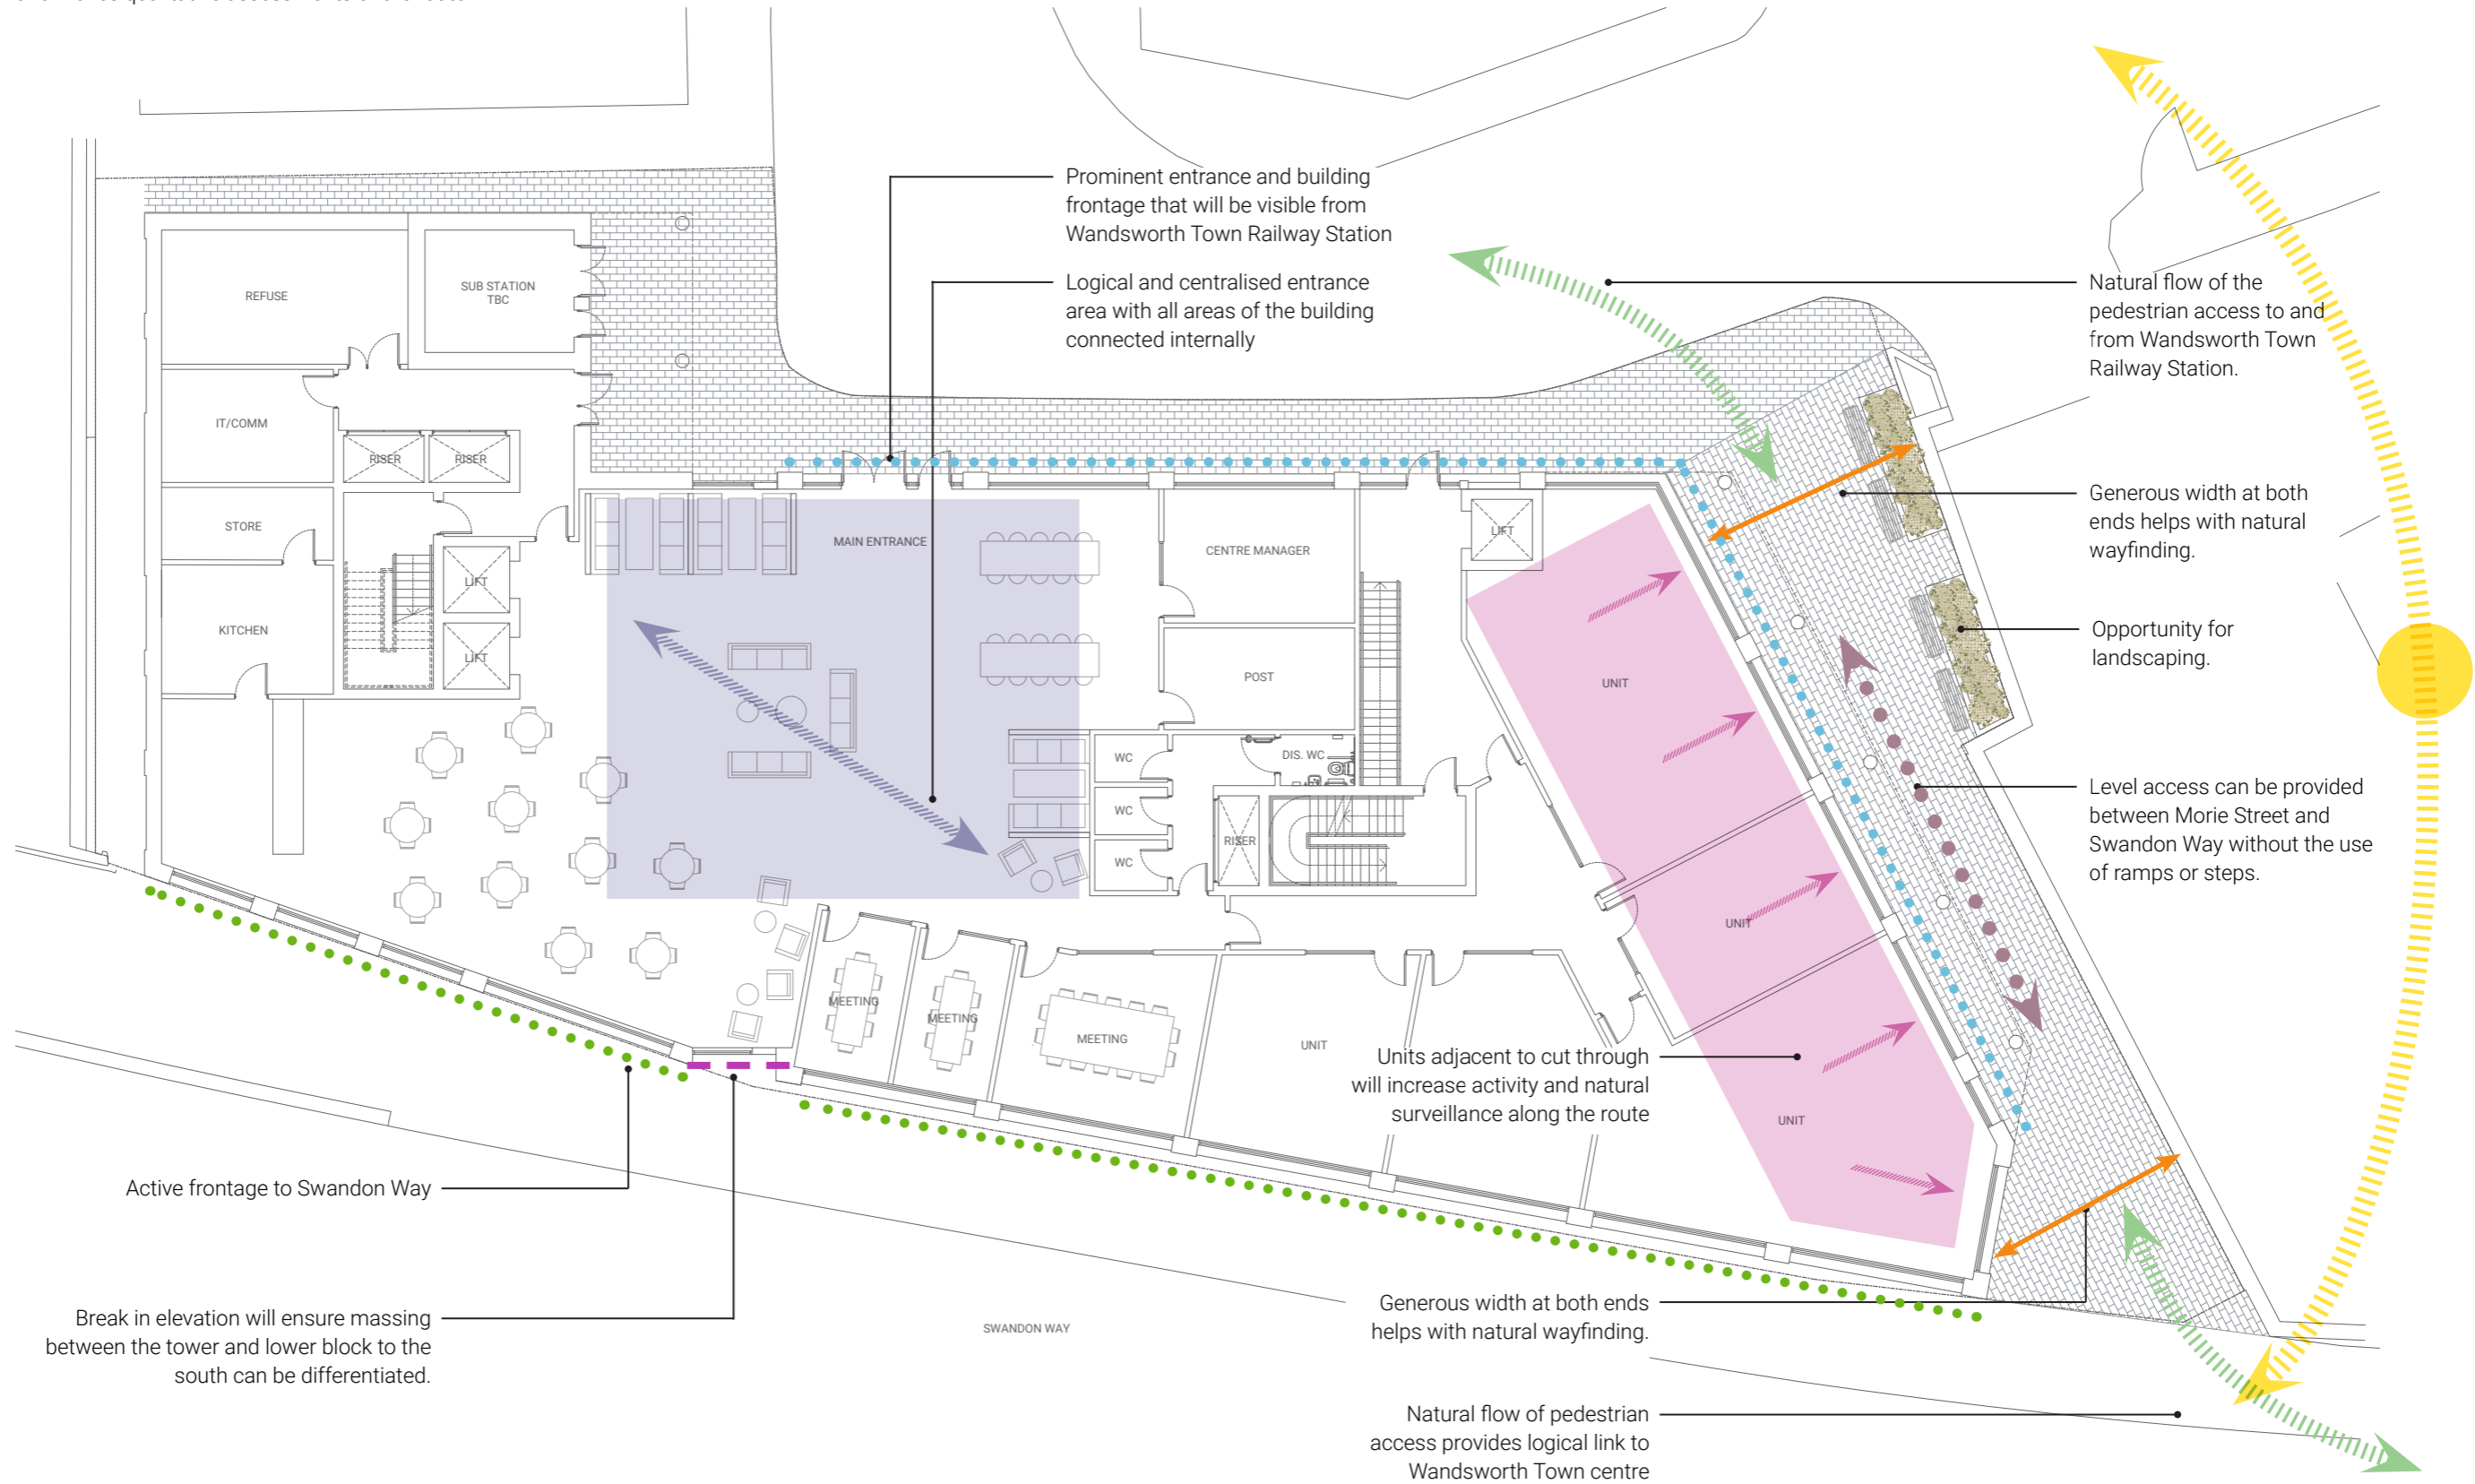 Prominent entrance and building
frontage that will be visible from
Wandsworth Town Railway Station
Logical and centralised entrance
area with all areas of the building
connected internally
Natural flow of the
pedestrian access to and
from Wandsworth Town
Railway Station.
REFUSE
SUB STATION
TBC
IT/COMM
RISER
RISER
STORE
LIFT
KITCHEN
LIFT
MAIN ENTRANCE
CENTRE MANAGER
LIFT
POST
UNIT
WC
DIS. WC
WC
RISER
WC
UNIT
Generous width at both
ends helps with natural
wayfinding.
Opportunity for
landscaping.
Level access can be provided
between Morie Street and
Swandon Way without the use
of ramps or steps.
MEETING
MEETING
MEETING
UNIT
Units adjacent to cut through
will increase activity and natural
surveillance along the route
UNIT
Active frontage to Swandon Way
Break in elevation will ensure massing
between the tower and lower block to the
south can be differentiated.
SWANDON WAY
Generous width at both ends
helps with natural wayfinding.
Natural flow of pedestrian
access provides logical link to
Wandsworth Town centre